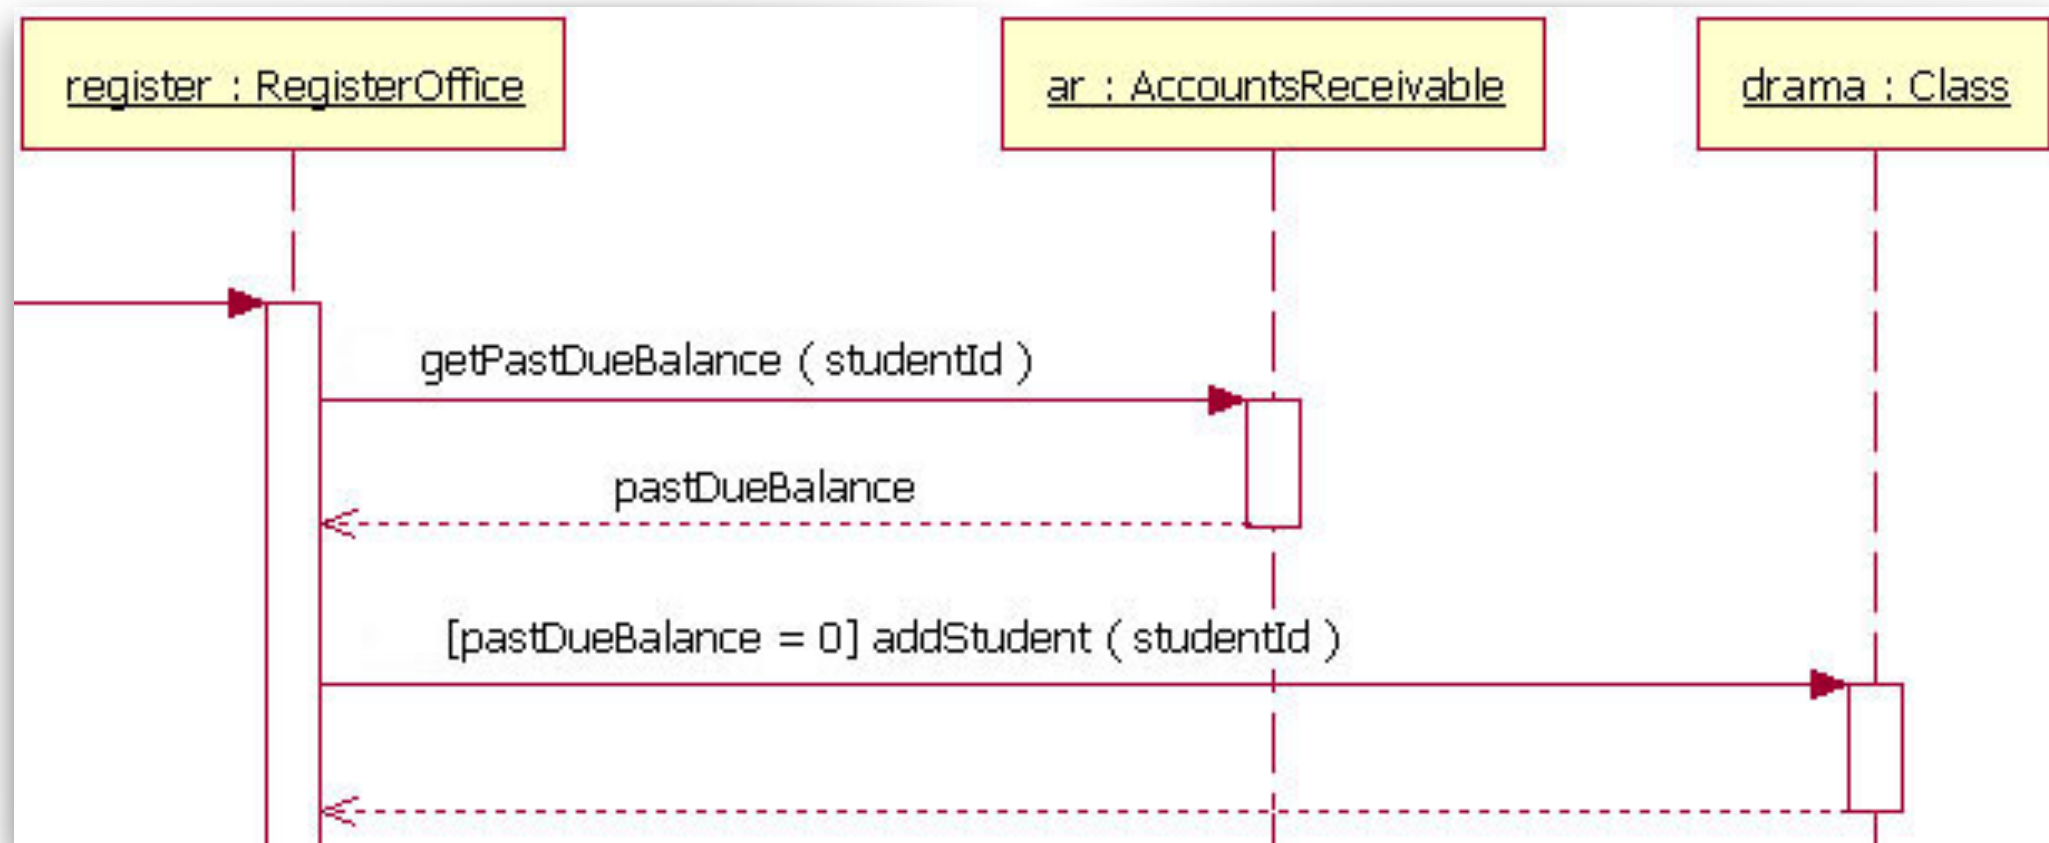 register : RegisterOffice
ar : AccountsReceivable
drama : Class
getPastDueBalance ( studentId )
pastDueBalance
[pastDueBalance = 0] addStudent ( studentId )